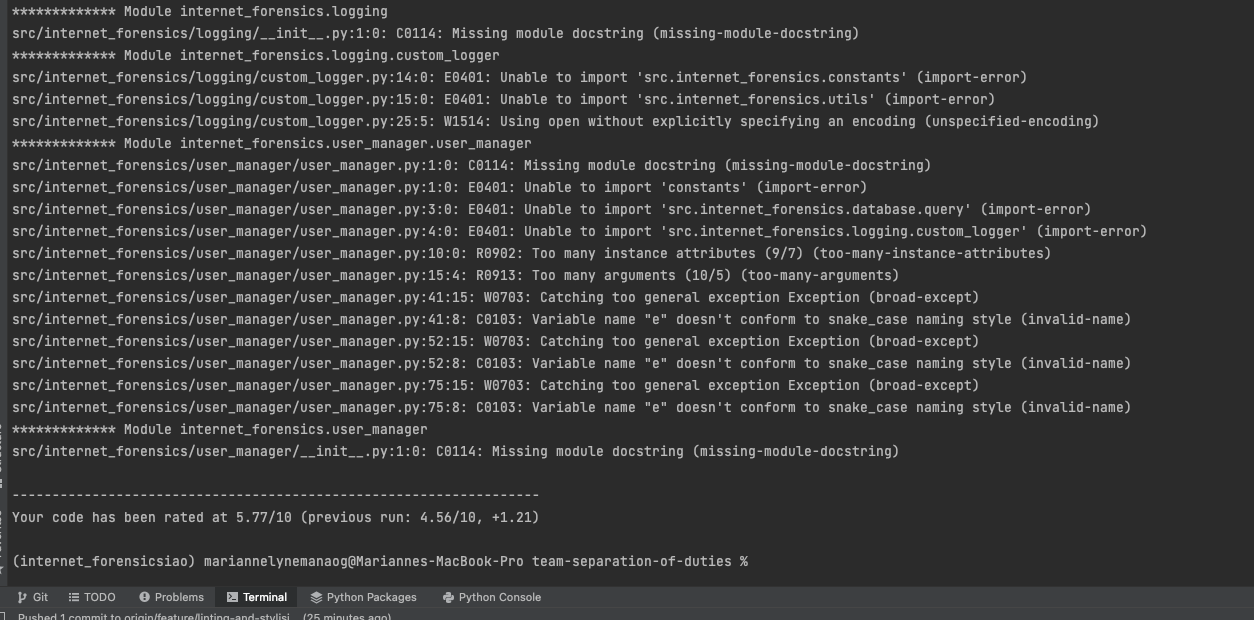 ************* Module internet_forensics.logging
src/internet_forensics/logging/__init__.py:1:0: C0114: Missing module docstring (missing-module-docstring)
************* Module internet_forensics.logging.custom_logger
src/internet_forensics/logging/custom_logger.py:14:0: E0401: Unable to import 'src.internet_forensics.constants' (import-error)
src/internet_forensics/logging/custom_logger.py:15:0: E0401: Unable to import 'src.internet_forensics.utils' (import-error)
src/internet_forensics/logging/custom_logger.py:25:5: W1514: Using open without explicitly specifying an encoding (unspecified-encoding)
************* Module internet_forensics.user_manager.user_manager
src/internet_forensics/user_manager/user_manager.py:1:0: C0114: Missing module docstring (missing-module-docstring)
src/internet_forensics/user_manager/user_manager.py:1:0: E0401: Unable to import 'constants' (import-error)
src/internet_forensics/user_manager/user_manager.py:3:0: E0401: Unable to import 'src.internet_forensics.database.query' (import-error)
src/internet_forensics/user_manager/user_manager.py:4:0: E0401: Unable to import 'src.internet_forensics.logging.custom_logger' (import-error)
src/internet_forensics/user_manager/user_manager.py:10:0: R0902: Too many instance attributes (9/7) (too-many-instance-attributes)
src/internet_forensics/user_manager/user_manager.py:15:4: R0913: Too many arguments (10/5) (too-many-arguments)
src/internet_forensics/user_manager/user_manager.py:41:15: W0703: Catching too general exception Exception (broad-except)
src/internet_forensics/user_manager/user_manager.py:41:8: C0103: Variable name "e" doesn't conform to snake_case naming style (invalid-name)
src/internet_forensics/user_manager/user_manager.py:52:15: W0703: Catching too general exception Exception (broad-except)
src/internet_forensics/user_manager/user_manager.py:52:8: C0103: Variable name "e" doesn't conform to snake_case naming style (invalid-name)
src/internet_forensics/user_manager/user_manager.py:75:15: W0703: Catching too general exception Exception (broad-except)
src/internet_forensics/user_manager/user_manager.py:75:8: C0103: Variable name "e" doesn't conform to snake_case naming style (invalid-name)
************* Module internet_forensics.user_manager
src/internet_forensics/user_manager/__init__.py:1:0: C0114: Missing module docstring (missing-module-docstring)
------------------------------------------------------------------
Your code has been rated at 5.77/10 (previous run: 4.56/10, +1.21)
(internet_forensicsiao) mariannelynemanaog@Mariannes-MacBook-Pro team-separation-of-duties %
Git TODO Problems Terminal Python Packages Python Console
Pushed 1 commit to origin/feature/linting-and-stylisi... (25 minutes ago)